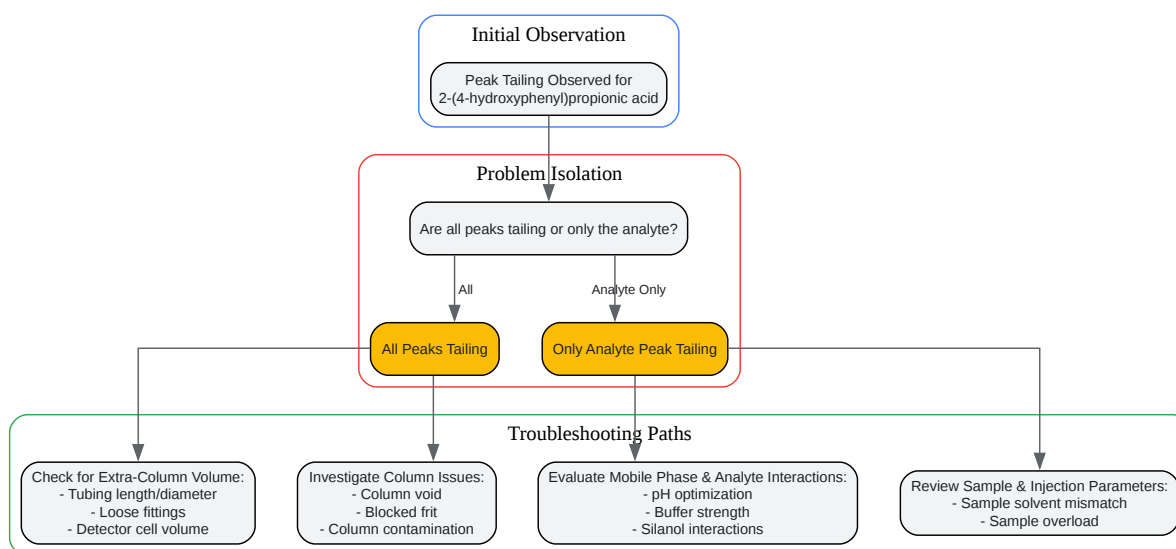 Initial Observation
Peak Tailing Observed for
2-(4-hydroxyphenyl)propionic acid
Problem Isolation
Are all peaks tailing or only the analyte?
All
Analyte Only
All Peaks Tailing
Only Analyte Peak Tailing
Troubleshooting Paths
Check for Extra-Column Volume:
- Tubing length/diameter
- Loose fittings
- Detector cell volume
Investigate Column Issues:
- Column void
- Blocked frit
- Column contamination
Evaluate Mobile Phase & Analyte Interactions:
- pH optimization
- Buffer strength
- Silanol interactions
Review Sample & Injection Parameters:
- Sample solvent mismatch
- Sample overload